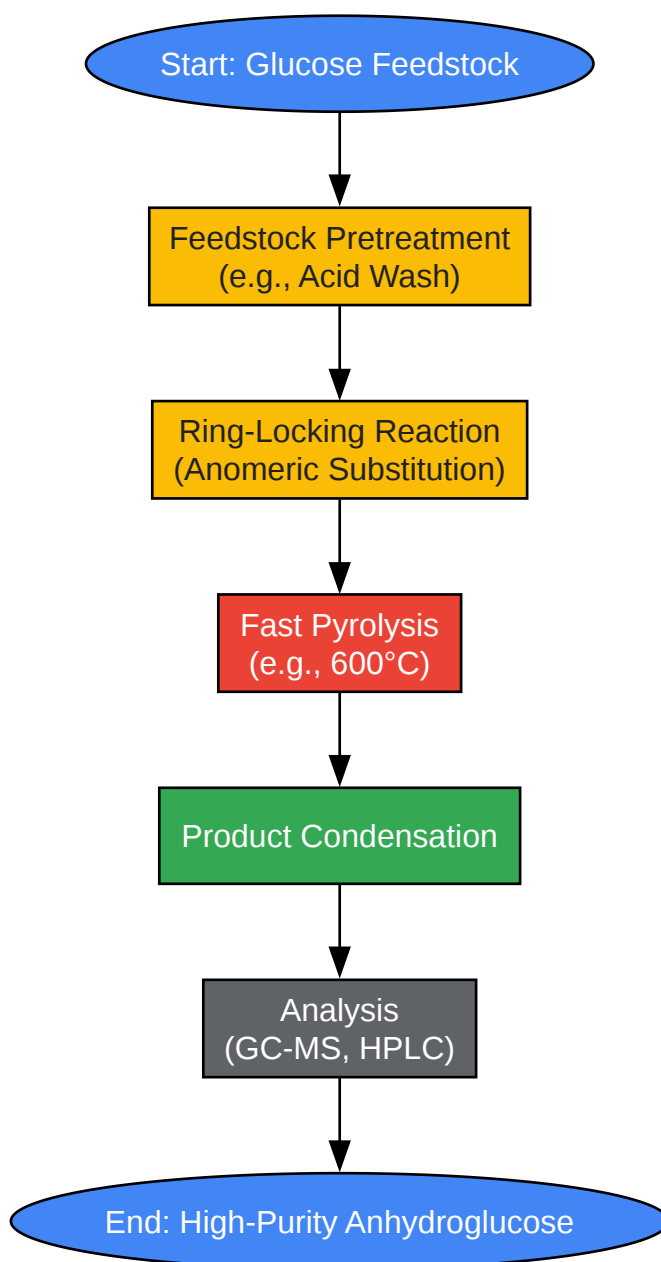 Start: Glucose Feedstock
Feedstock Pretreatment
(e.g., Acid Wash)
Ring-Locking Reaction
(Anomeric Substitution)
Fast Pyrolysis
(e.g., 600°C)
Product Condensation
Analysis
(GC-MS, HPLC)
End: High-Purity Anhydroglucose